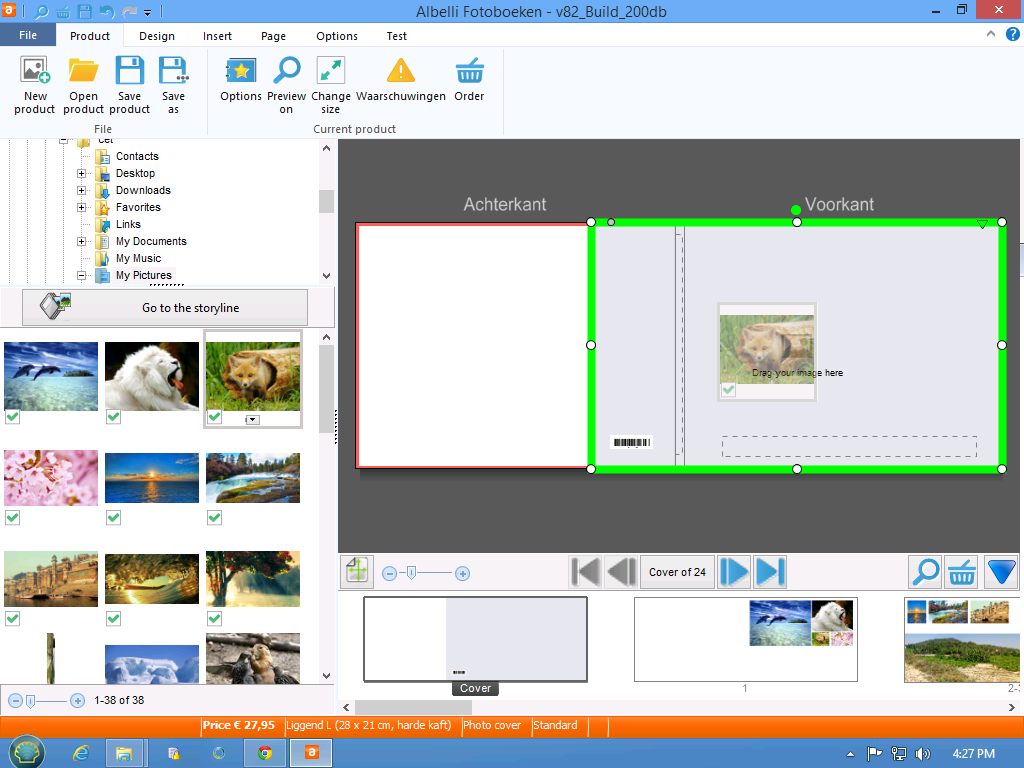 Albelli Fotoboeken - v82_Build_200db
File Product Design Insert Page Options Test
New product
Open product
Save product
Save as
Options
Preview on
Change size
Waarschuwingen
Order
File
Current product
Contacts
Desktop
Downloads
Favorites
Links
My Documents
My Music
My Pictures
Go to the storyline
Achterkant
Voorkant
Drag your image here
Cover of 24
Cover
1
2-3
1-38 of 38
Price € 27,95 Liggend L (28 x 21 cm, harde kaft) Photo cover Standard
4:27 PM